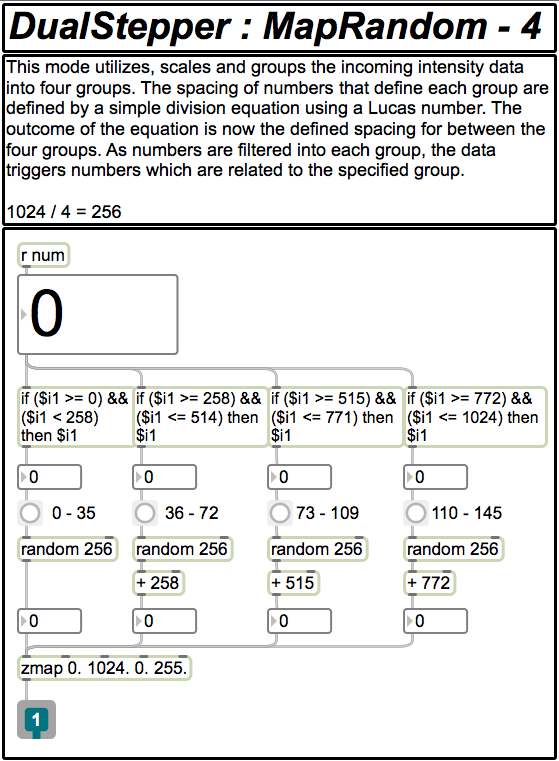 DualStepper : MapRandom - 4
This mode utilizes, scales and groups the incoming intensity data
into four groups. The spacing of numbers that define each group are
defined by a simple division equation using a Lucas number. The
outcome of the equation is now the defined spacing for between the
four groups. As numbers are filtered into each group, the data
triggers numbers which are related to the specified group.
1024 / 4 = 256
r num
0
if ($i1 >= 0) && ($i1 < 258) then $i1
if ($i1 >= 258) && ($i1 <= 514) then $i1
if ($i1 >= 515) && ($i1 <= 771) then $i1
if ($i1 >= 772) && ($i1 <= 1024) then $i1
0 0 0 0
0 - 35 36 - 72 73 - 109 110 - 145
random 256 random 256 random 256 random 256
+ 258 + 515 + 772
0 0 0 0
zmap 0. 1024. 0. 255.
1